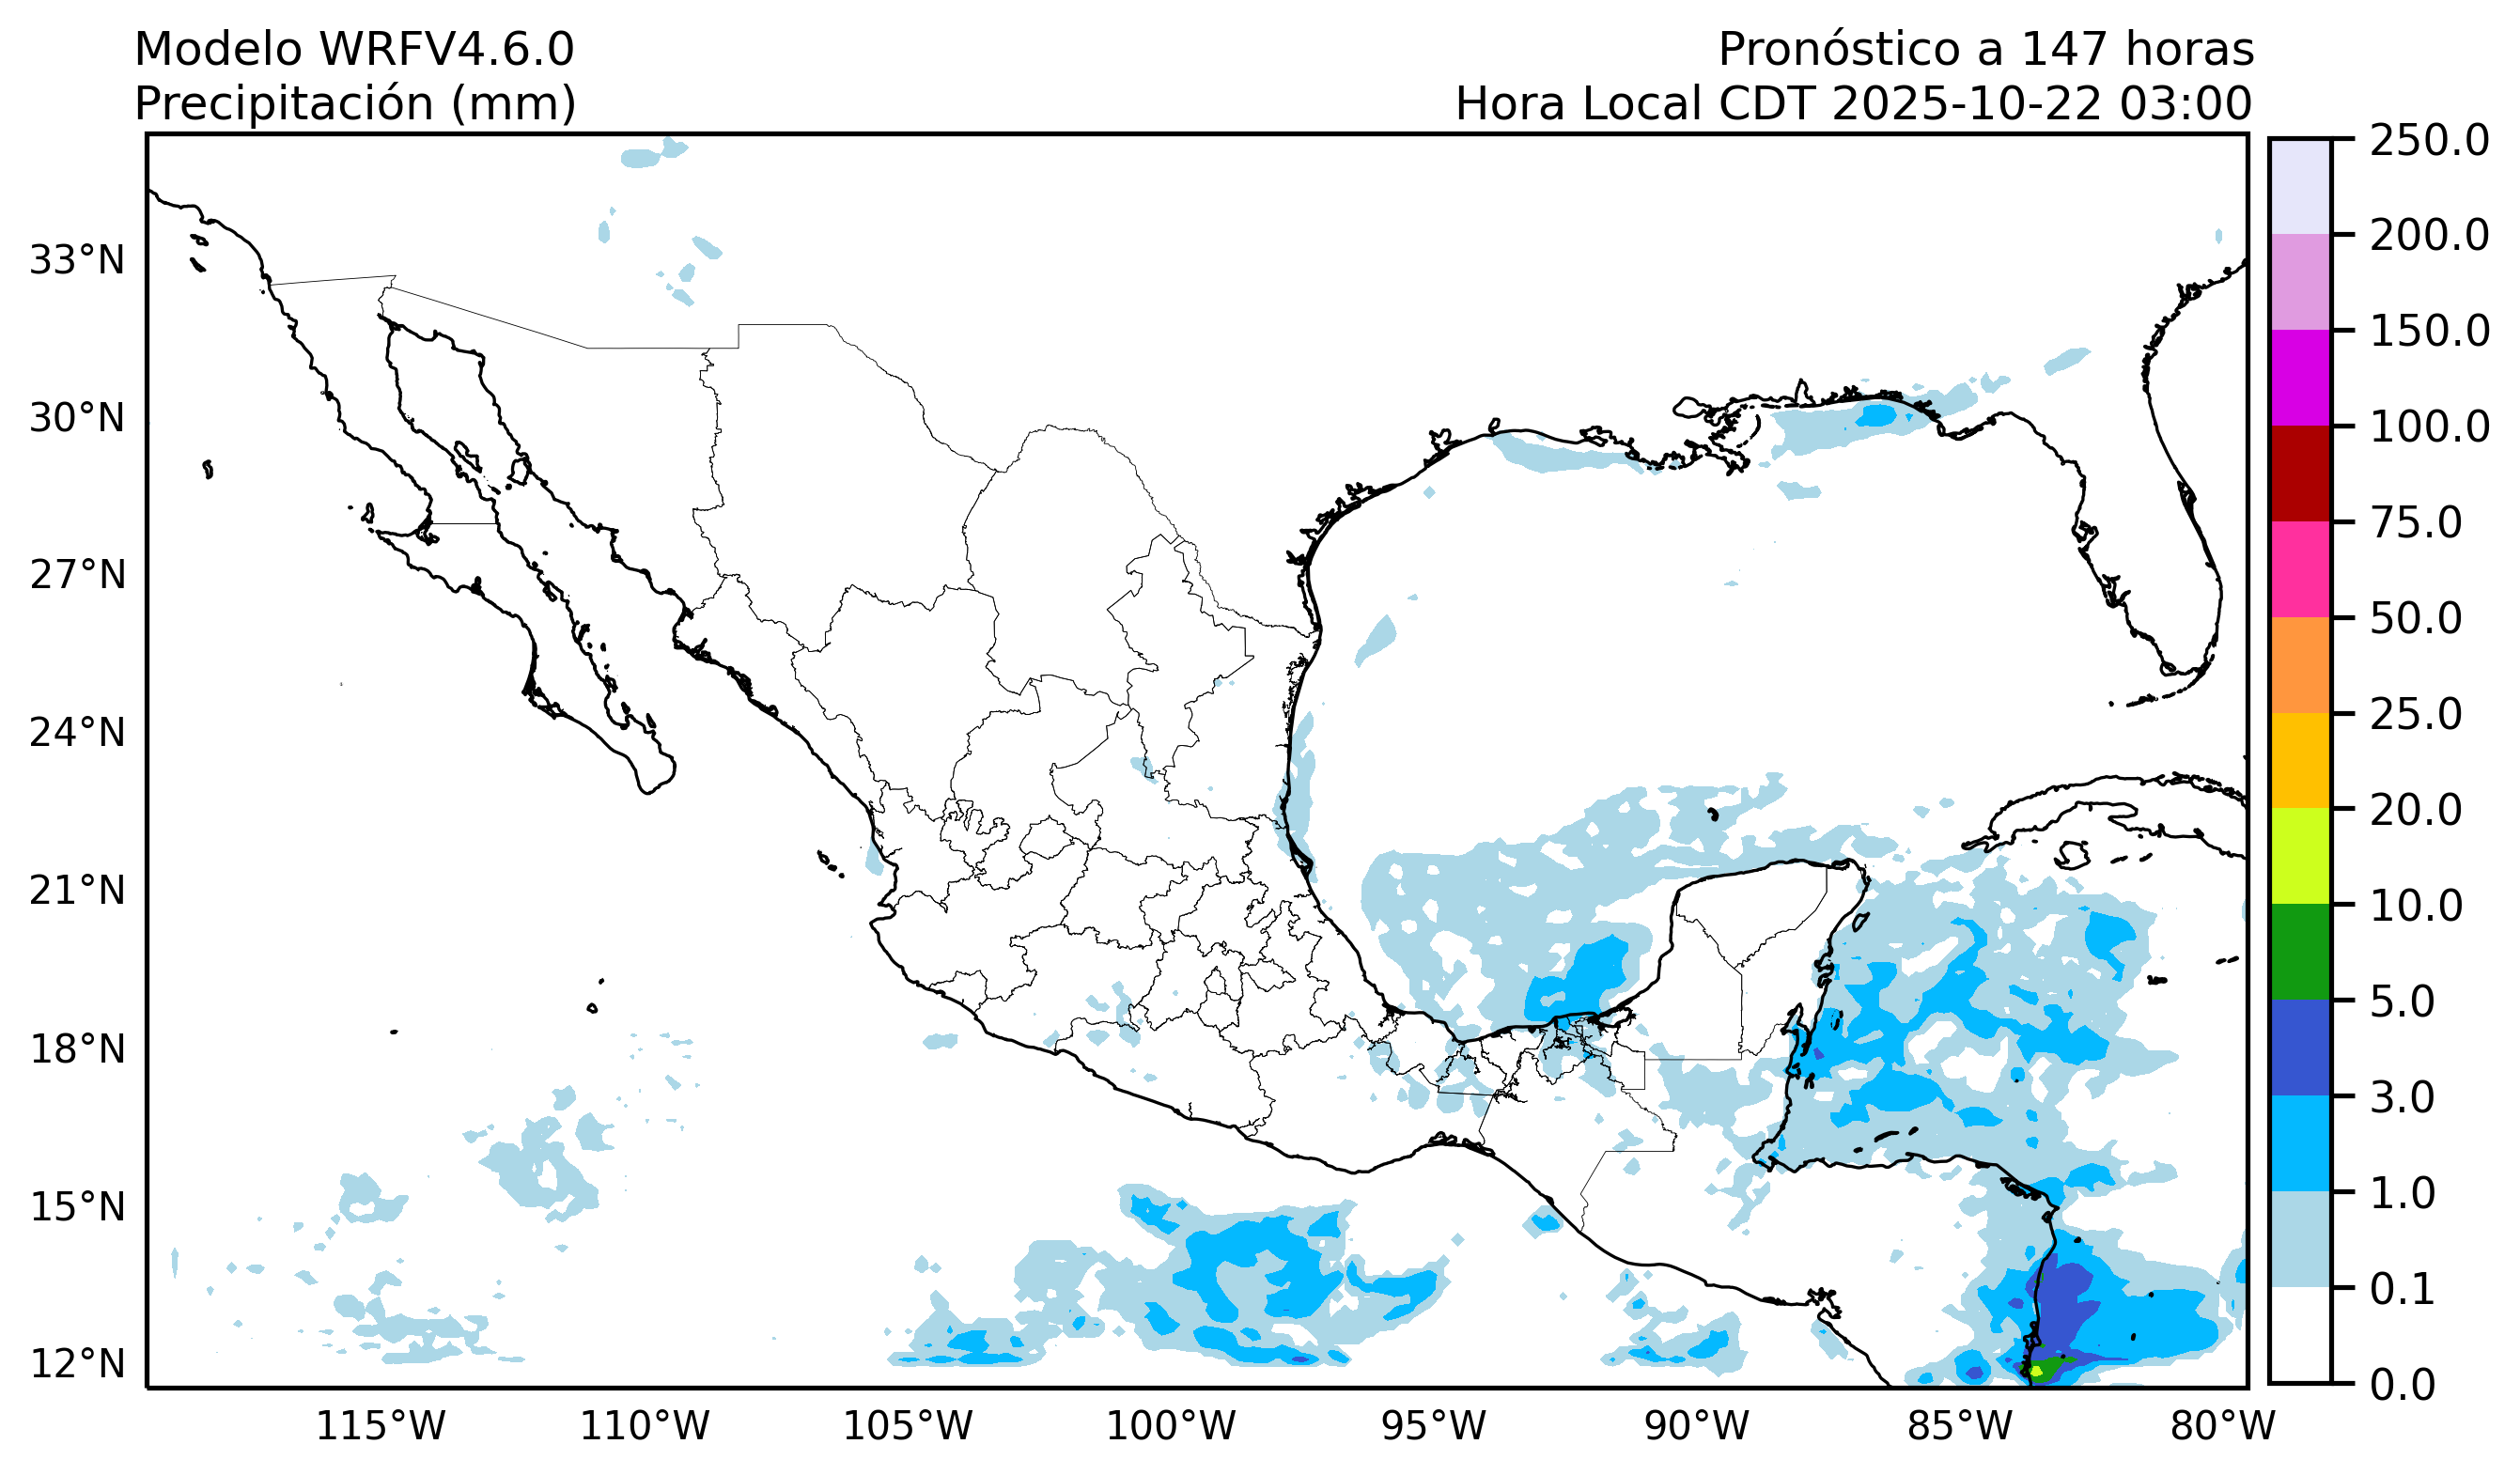 Modelo WRFV4.6.0
Precipitación (mm)
Pronóstico a 147 horas
Hora Local CDT 2025-10-22 03:00
33°N
30°N
27°N
24°N
21°N
18°N
15°N
12°N
115°W
110°W
105°W
100°W
95°W
90°W
85°W
80°W
250.0
200.0
150.0
100.0
75.0
50.0
25.0
20.0
10.0
5.0
3.0
1.0
0.1
0.0